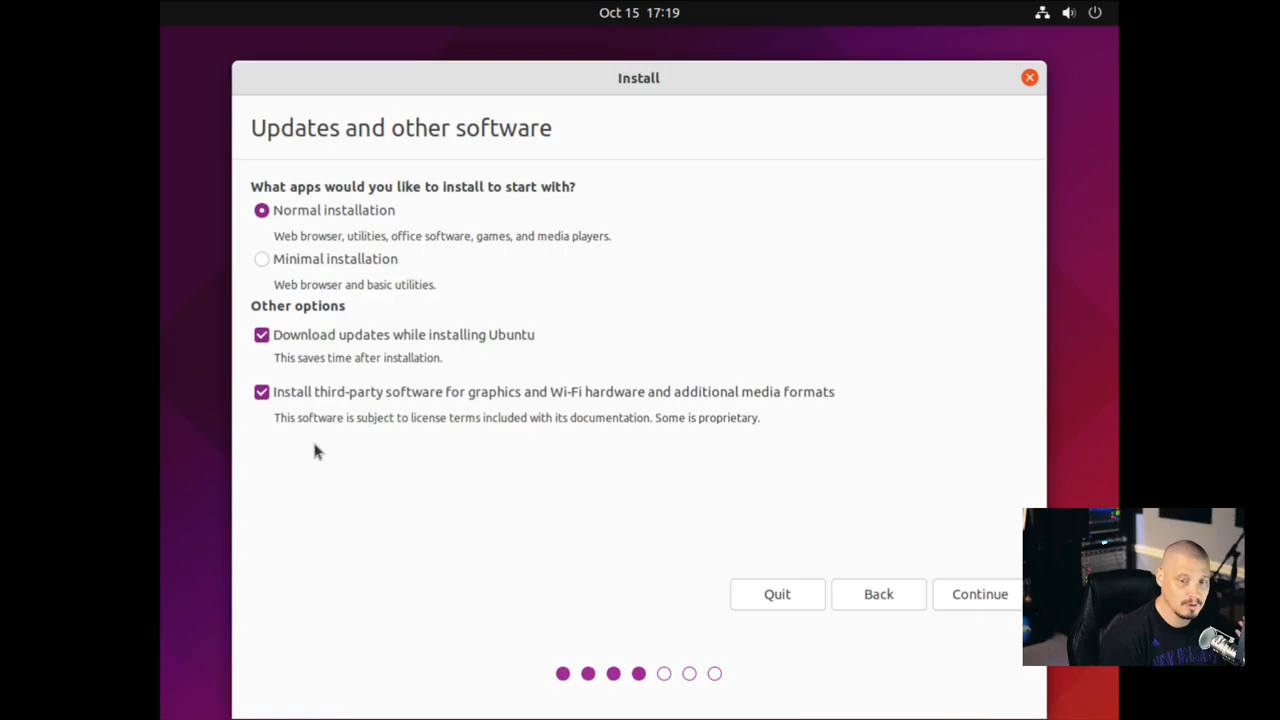 Oct 15 17:19
Install
Updates and other software
What apps would you like to install to start with?
Normal installation
Web browser, utilities, office software, games, and media players.
Minimal installation
Web browser and basic utilities.
Other options
Download updates while installing Ubuntu
This saves time after installation.
Install third-party software for graphics and Wi-Fi hardware and additional media formats
This software is subject to license terms included with its documentation. Some is proprietary.
Quit
Back
Continue